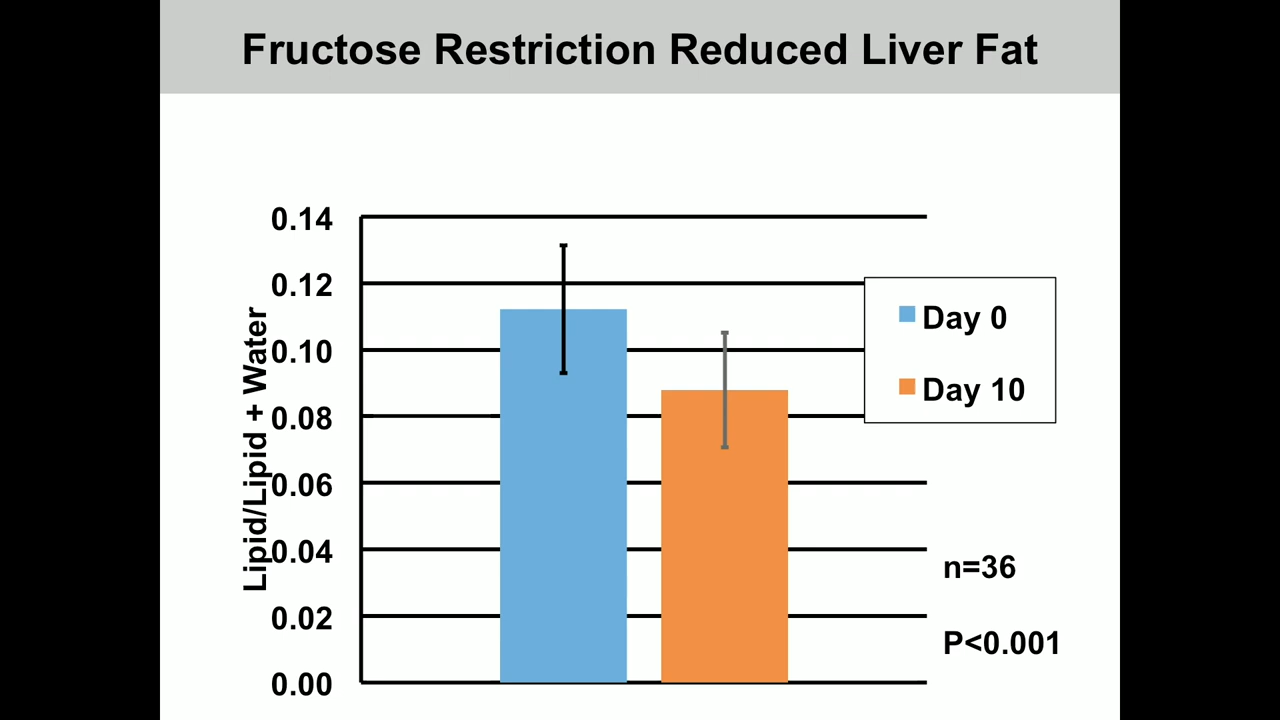 Fructose Restriction Reduced Liver Fat
Lipid/Lipid + Water
0.14
0.12
0.10
0.08
0.06
0.04
0.02
0.00
Day 0
Day 10
n=36
P<0.001